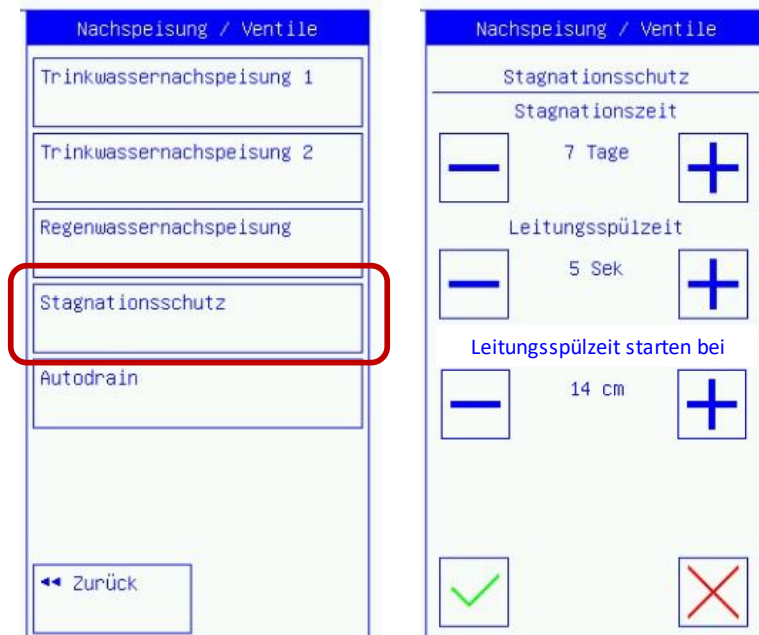 Nachspeisung / Ventile
Trinkwassernachspeisung 1
Trinkwassernachspeisung 2
Regenwassernachspeisung
Stagnationsschutz
Autodrain
◄◄ Zurück
Nachspeisung / Ventile
Stagnationsschutz
Stagnationszeit
7 Tage
Leitungsspülzeit
5 Sek
Leitungsspülzeit starten bei
14 cm